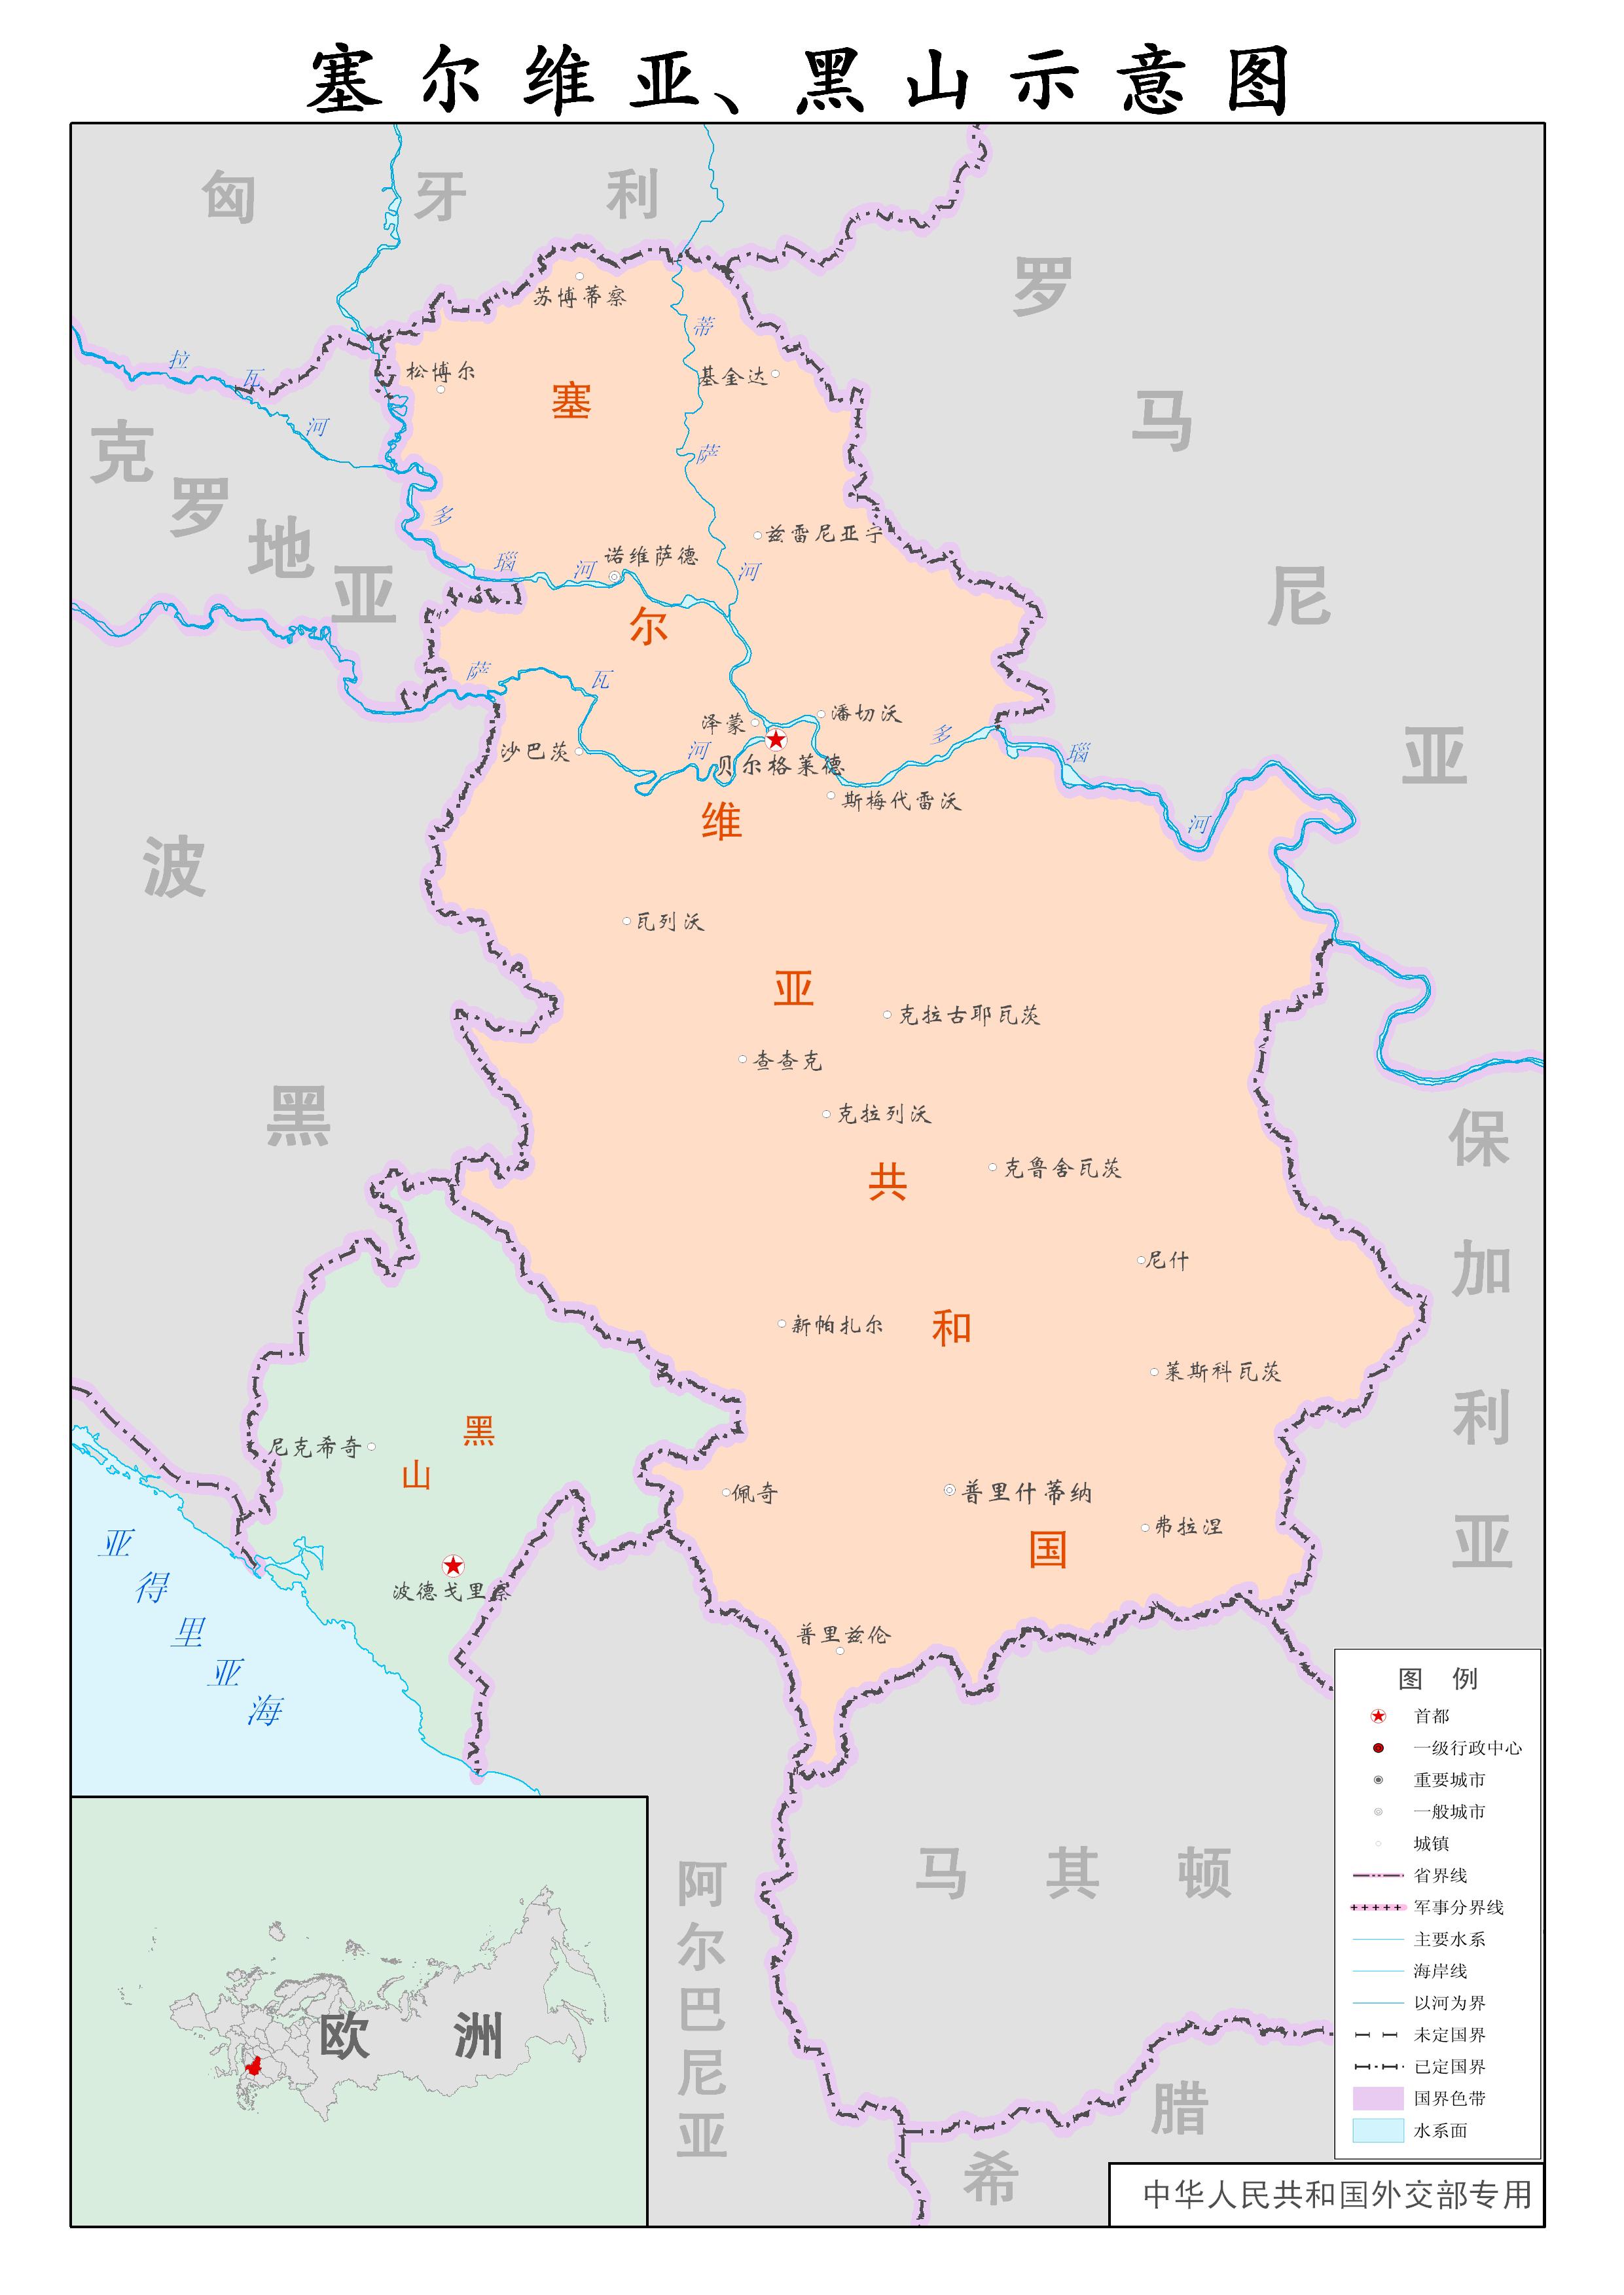 塞尔维亚、黑山示意图
匈牙利
罗马尼亚
苏博蒂察
蒂萨河
拉瓦河
松博尔
基金达
克罗地亚
多瑙河
诺维萨德
兹雷尼亚宁
萨瓦河
泽蒙
潘切沃
沙巴茨
贝尔格莱德
多瑙河
斯梅代雷沃
塞尔维亚共和国
波黑
瓦列沃
克拉古耶瓦茨
查查克
克拉列沃
克鲁舍瓦茨
保加利亚
尼什
新帕扎尔
莱斯科瓦茨
黑山
尼克希奇
佩奇
普里什蒂纳
弗拉涅
亚得里亚海
波德戈里察
普里兹伦
阿尔巴尼亚
马其顿
希腊
欧洲
图例
首都
一级行政中心
重要城市
一般城市
城镇
省界线
军事分界线
主要水系
海岸线
以河为界
未定国界
已定国界
国界色带
水系面
中华人民共和国外交部专用